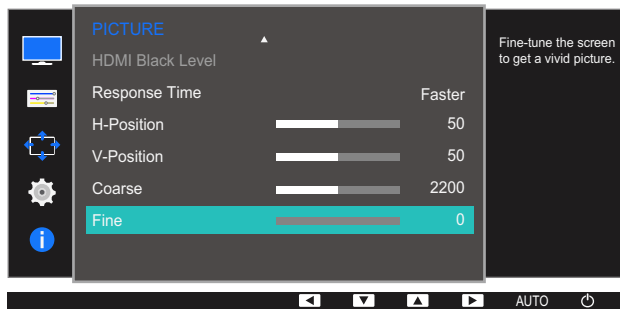 PICTURE
HDMI Black Level
Response Time Faster
H-Position 50
V-Position 50
Coarse 2200
Fine 0
Fine-tune the screen
to get a vivid picture.
AUTO